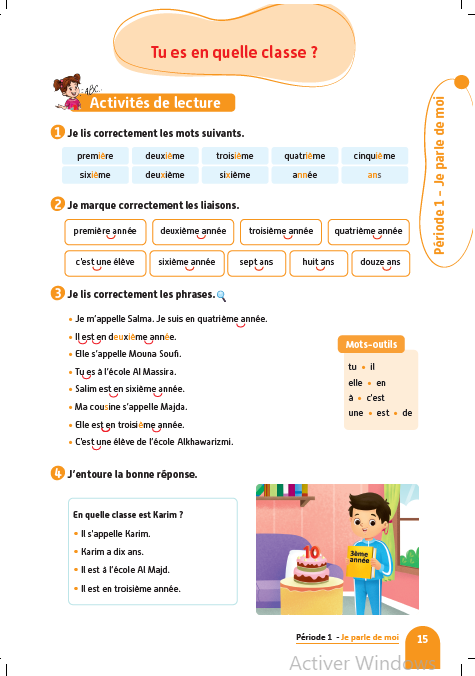 Tu es en quelle classe ?
ABC
Activités de lecture
1 Je lis correctement les mots suivants.
première deuxième troisième quatrième cinquième
sixième deuxième sixième année ans
2 Je marque correctement les liaisons.
première année deuxième année troisième année quatrième année
c'est une élève sixième année sept ans huit ans douze ans
3 Je lis correctement les phrases.
• Je m'appelle Salma. Je suis en quatrième année.
• Il est en deuxième année.
• Elle s'appelle Mouna Soufi.
• Tu es à l'école Al Massira.
• Salim est en sixième année.
• Ma cousine s'appelle Majda.
• Elle est en troisième année.
• C'est une élève de l'école Alkhawarizmi.
Mots-outils
tu • il
elle • en
à • c'est
une • est • de
4 J'entoure la bonne réponse.
En quelle classe est Karim ?
• Il s'appelle Karim.
• Karim a dix ans.
• Il est à l'école Al Majd.
• Il est en troisième année.
10
3ème
année
Période 1 - Je parle de moi
Période 1 - Je parle de moi 15
Activer Windows